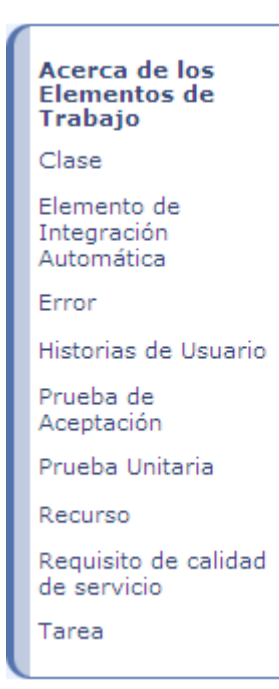 Acerca de los
Elementos de
Trabajo
Clase
Elemento de
Integración
Automática
Error
Historias de Usuario
Prueba de
Aceptación
Prueba Unitaria
Recurso
Requisito de calidad
de servicio
Tarea